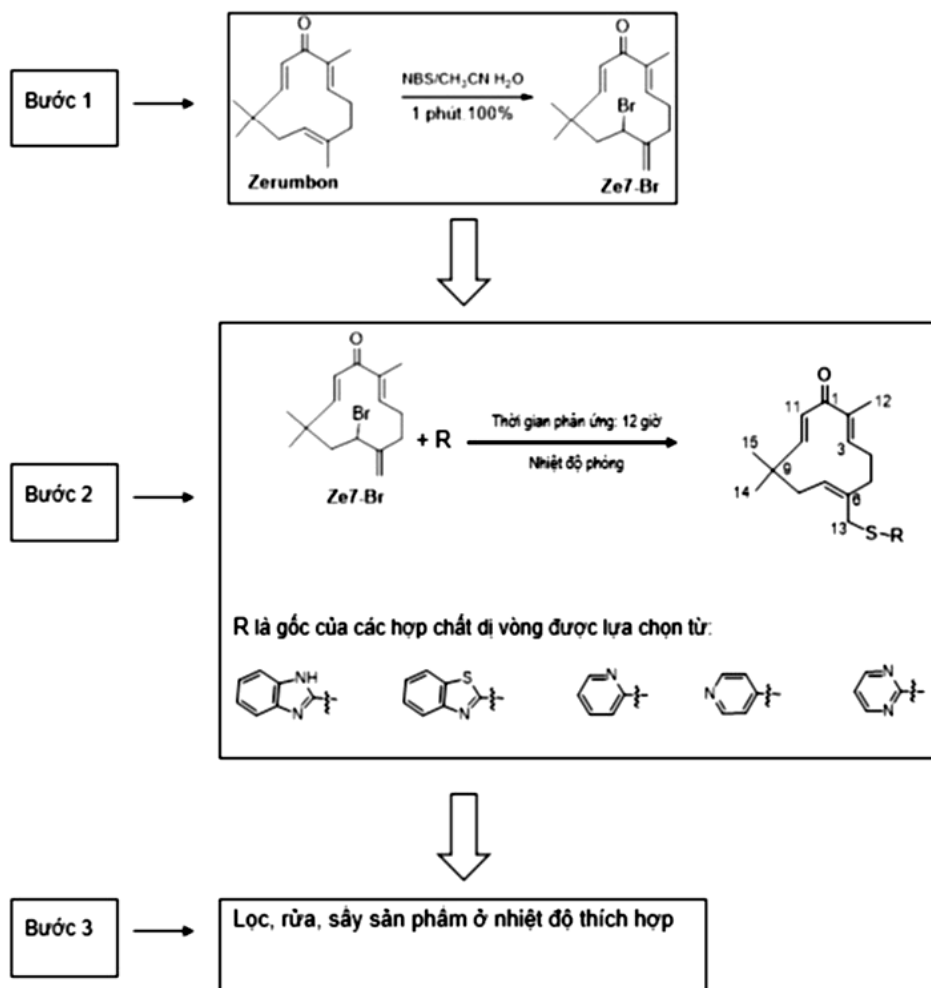 Bước 1
O
NBS/CH3CN H2O
1 phút 100%
Zerumbon
O
Br
Ze7-Br
Bước 2
O
Br
Ze7-Br
+ R
Thời gian phản ứng: 12 giờ
Nhiệt độ phòng
O
1
11
12
3
15
9
14
6
13
S-R
R là gốc của các hợp chất dị vòng được lựa chọn từ:
NH
N
S
N
N
N
N
N
Bước 3
Lọc, rửa, sấy sản phẩm ở nhiệt độ thích hợp